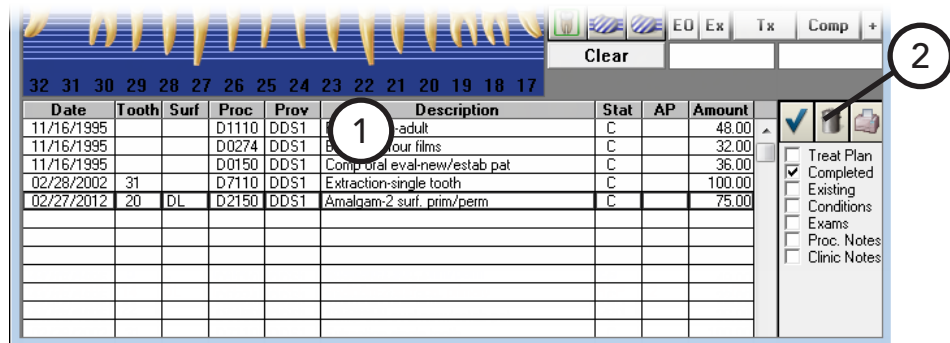 EO Ex Tx Comp +
Clear
2
32 31 30 29 28 27 26 25 24 23 22 21 20 19 18 17
Date Tooth Surf Proc Prov Description Stat AP Amount
1
11/16/1995 D1110 DDS1 -adult C 48.00
11/16/1995 D0274 DDS1 four films C 32.00
11/16/1995 D0150 DDS1 Comp oral eval-new/estab pat C 36.00
02/28/2002 31 D7110 DDS1 Extraction-single tooth C 100.00
02/27/2012 20 DL D2150 DDS1 Amalgam-2 surf. prim/perm C 75.00
Treat Plan
Completed
Existing
Conditions
Exams
Proc. Notes
Clinic Notes